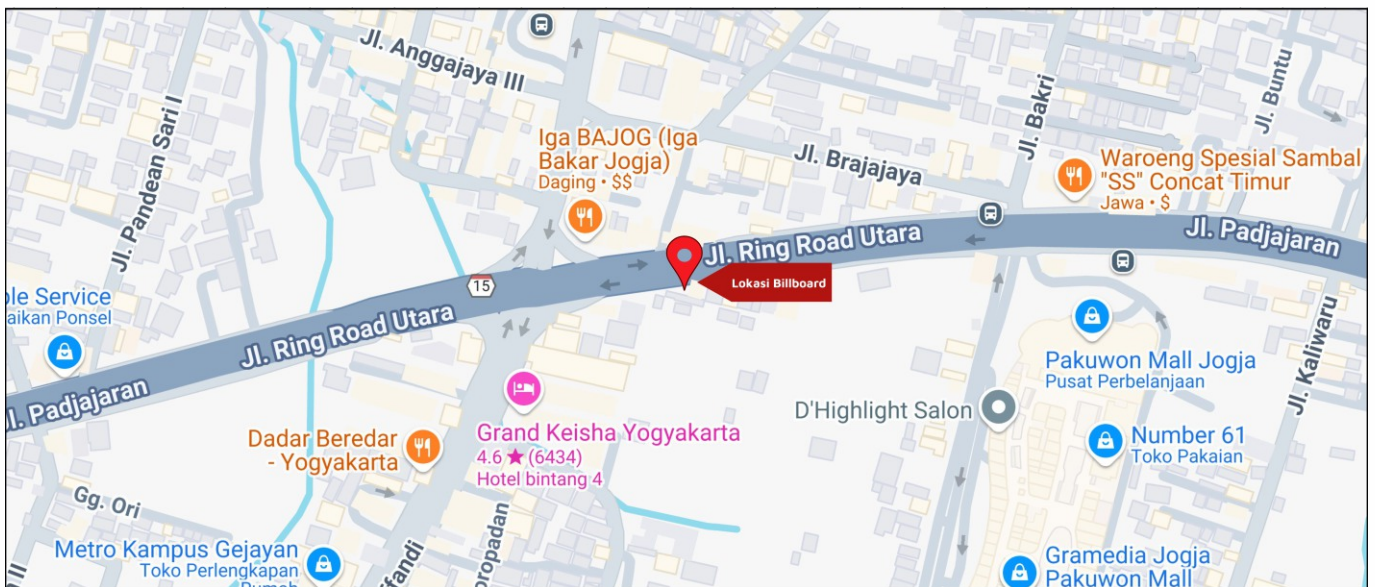 Jl. Anggajaya III
Jl. Pandean Sari I
Iga BAJOG (Iga
Bakar Jogja)
Daging • $$
Jl. Brajajaya
Jl. Bakri
Jl. Buntu
Waroeng Spesial Sambal
"SS" Concat Timur
Jawa • $
Jl. Ring Road Utara
Jl. Padjajaran
Lokasi Billboard
15
ole Service
aikan Ponsel
Jl. Ring Road Utara
Jl. Padjajaran
Jl. Kaliwaru
Pakuwon Mall Jogja
Pusat Perbelanjaan
D'Highlight Salon
Grand Keisha Yogyakarta
4.6 ★ (6434)
Hotel bintang 4
Dadar Beredar
- Yogyakarta
Number 61
Toko Pakaian
Gg. Ori
Metro Kampus Gejayan
Toko Perlengkapan
Rumah
ffandi
oropadan
Gramedia Jogja
Pakuwon Mall